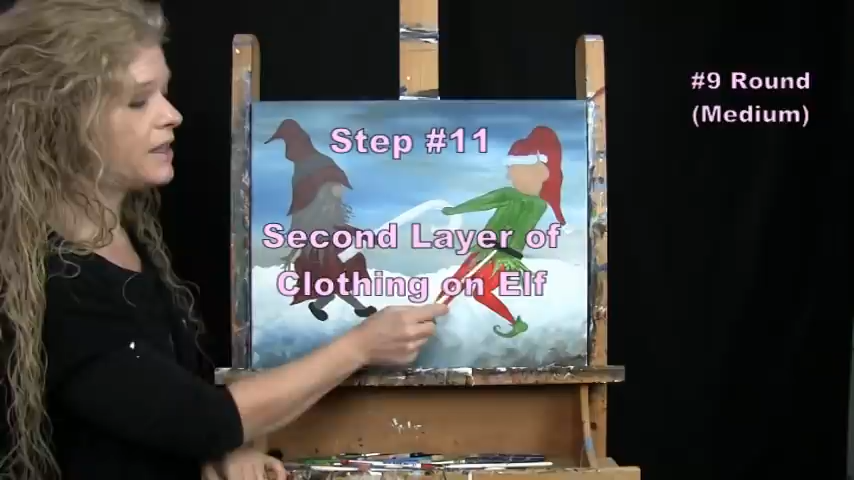 #9 Round
(Medium)
Step #11
Second Layer of
Clothing on Elf